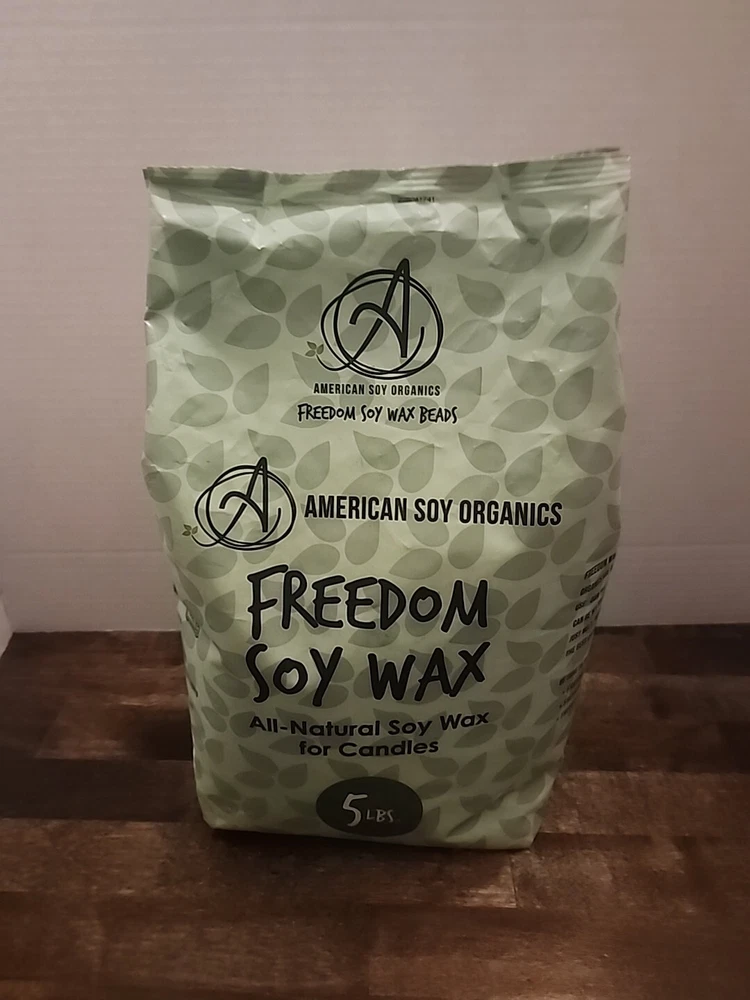 AMERICAN SOY ORGANICS
FREEDOM SOY WAX BEADS
AMERICAN SOY ORGANICS
FREEDOM
SOY WAX
All-Natural Soy Wax
for Candles
5 LBS